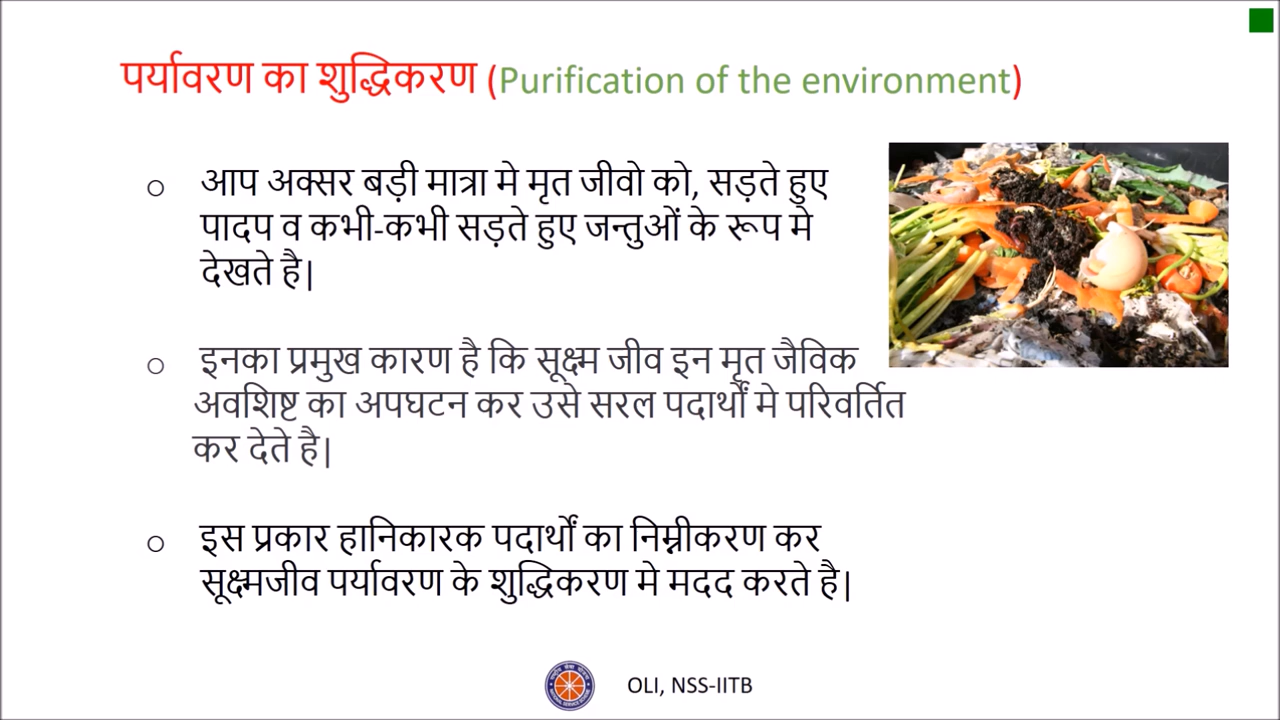 पर्यावरण का शुद्धिकरण (Purification of the environment)
o आप अक्सर बड़ी मात्रा मे मृत जीवो को, सड़ते हुए
पादप व कभी-कभी सड़ते हुए जन्तुओं के रूप मे
देखते है|
o इनका प्रमुख कारण है कि सूक्ष्म जीव इन मृत जैविक
अवशिष्ट का अपघटन कर उसे सरल पदार्थों मे परिवर्तित
कर देते है|
o इस प्रकार हानिकारक पदार्थों का निम्नीकरण कर
सूक्ष्मजीव पर्यावरण के शुद्धिकरण मे मदद करते है|
OLI, NSS-IITB